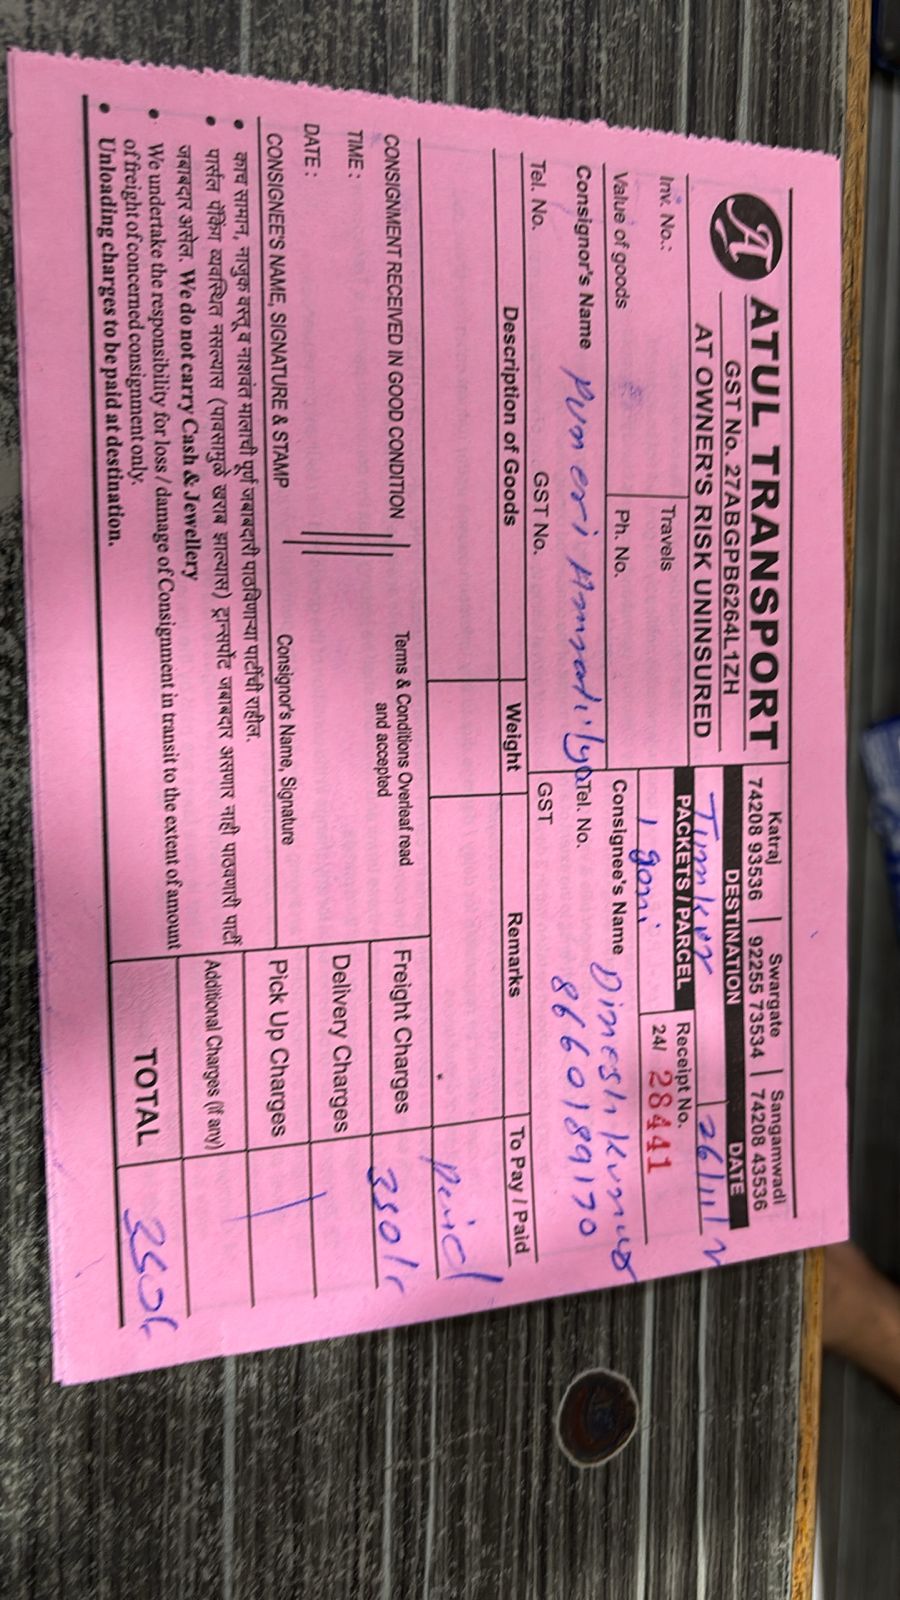 ATUL TRANSPORT
GST No. 27ABGPB6264L1ZH
AT OWNER'S RISK UNINSURED
Katraj Swargate Sangamwadi
74208 93536 92255 73534 74208 43536
DESTINATION DATE
Tumkur 26/11/
Inv. No.: Travels
PACKETS / PARCEL Receipt No.
1 goni 24/ 28441
Value of goods Ph. No.
Consignee's Name Dinesh Kumar
Consignor's Name Puneri
Tel. No. 8660189170
Tel. No. GST No. GST
Description of Goods Weight Remarks To Pay / Paid
Paid
CONSIGNMENT RECEIVED IN GOOD CONDITION
Terms & Conditions Overleaf read
and accepted
Freight Charges 350/-
TIME :
Delivery Charges
DATE :
CONSIGNEE'S NAME, SIGNATURE & STAMP Consignor's Name, Signature
Pick Up Charges
• काच सामान, नाजुक वस्तू व नाशवंत मालाची पूर्ण जबाबदारी पाठविणाऱ्या पार्टीची राहील.
• पार्सल पॅकिंग व्यवस्थित नसल्यास (पावसामुळे खराब झाल्यास) ट्रान्सपोर्ट जबाबदार असणार नाही पाठवणारी पार्टी
जबाबदार असेल. We do not carry Cash & Jewellery
Additional Charges (if any)
• We undertake the responsibility for loss / damage of Consignment in transit to the extent of amount
of freight of concerned consignment only.
• Unloading charges to be paid at destination.
TOTAL 350/-